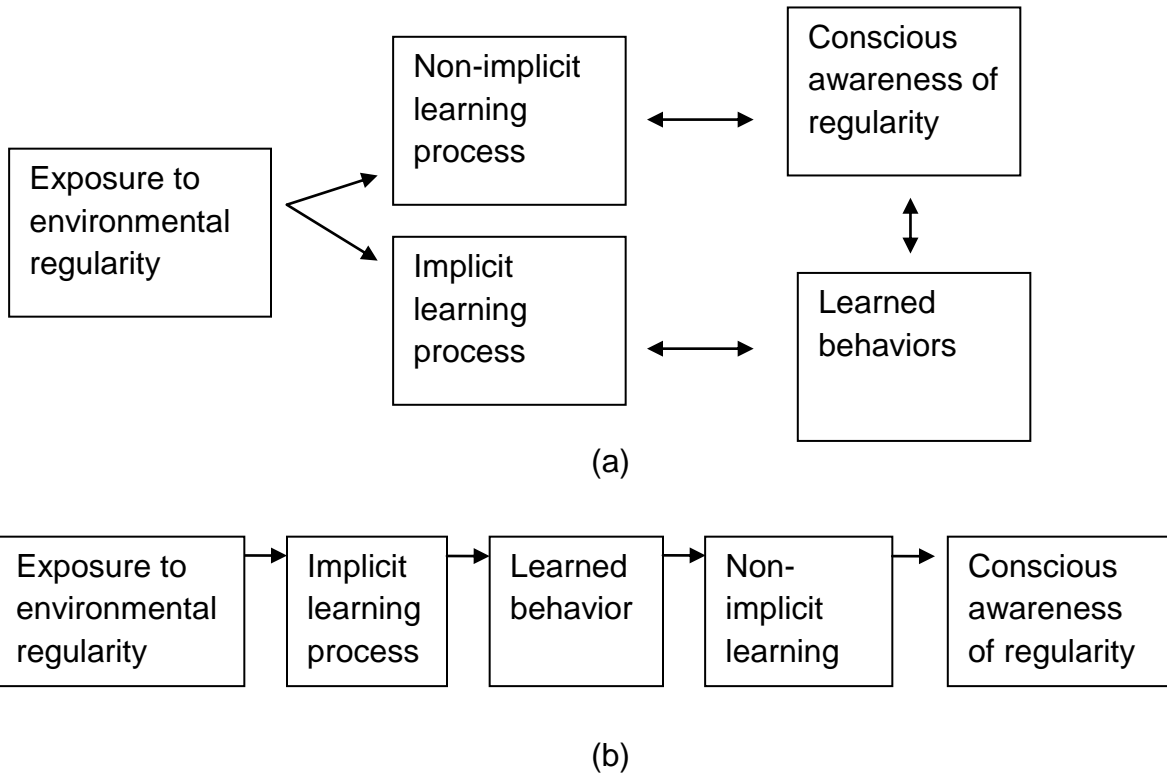 Non-implicit
learning
process
Conscious
awareness of
regularity
Exposure to
environmental
regularity
Implicit
learning
process
Learned
behaviors
(a)
Exposure to
environmental
regularity
Implicit
learning
process
Learned
behavior
Non-
implicit
learning
Conscious
awareness
of regularity
(b)